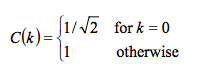 C(k) = { 1/√2 for k = 0
1 otherwise